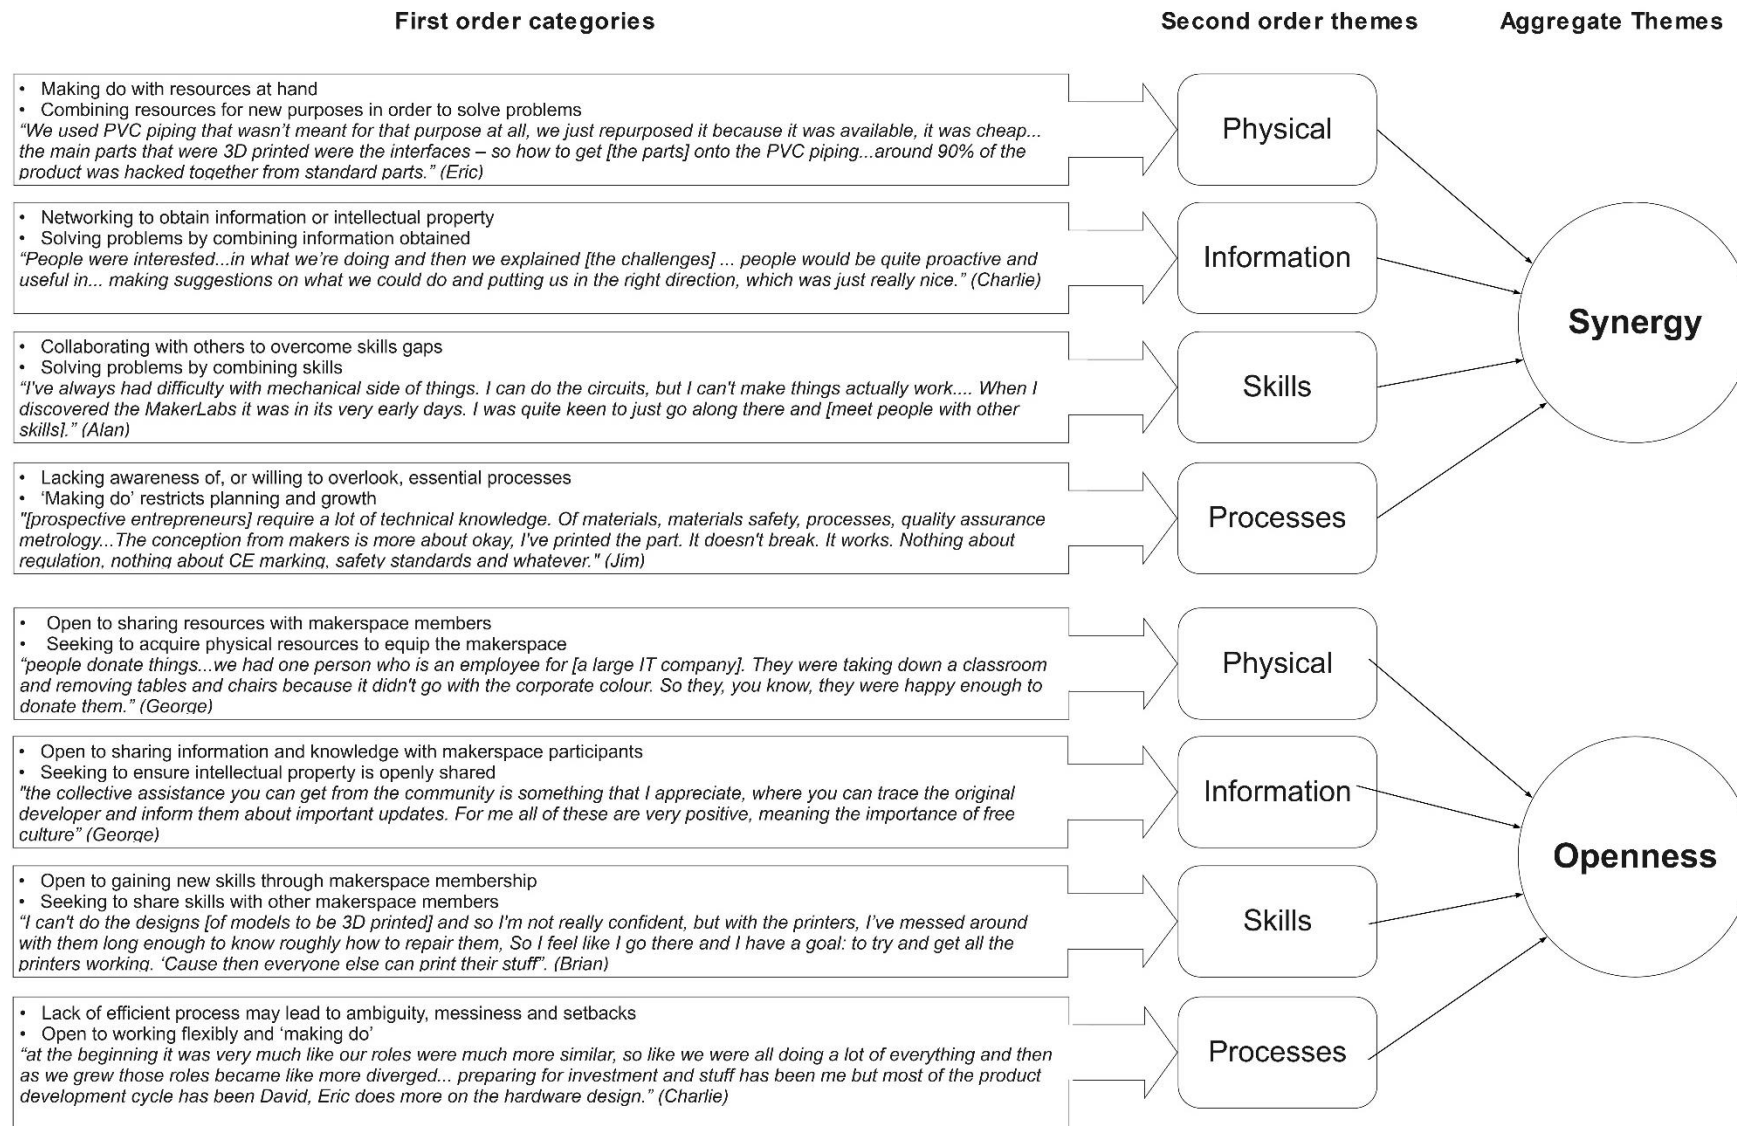 First order categories
Second order themes
Aggregate Themes
• Making do with resources at hand
• Combining resources for new purposes in order to solve problems
“We used PVC piping that wasn’t meant for that purpose at all, we just repurposed it because it was available, it was cheap...
the main parts that were 3D printed were the interfaces – so how to get [the parts] onto the PVC piping...around 90% of the
product was hacked together from standard parts.” (Eric)
Physical
• Networking to obtain information or intellectual property
• Solving problems by combining information obtained
“People were interested...in what we’re doing and then we explained [the challenges] ... people would be quite proactive and
useful in... making suggestions on what we could do and putting us in the right direction, which was just really nice.” (Charlie)
Information
• Collaborating with others to overcome skills gaps
• Solving problems by combining skills
“I've always had difficulty with mechanical side of things. I can do the circuits, but I can't make things actually work.... When I
discovered the MakerLabs it was in its very early days. I was quite keen to just go along there and [meet people with other
skills].” (Alan)
Skills
• Lacking awareness of, or willing to overlook, essential processes
• ‘Making do’ restricts planning and growth
"[prospective entrepreneurs] require a lot of technical knowledge. Of materials, materials safety, processes, quality assurance
metrology...The conception from makers is more about okay, I've printed the part. It doesn't break. It works. Nothing about
regulation, nothing about CE marking, safety standards and whatever." (Jim)
Processes
Synergy
• Open to sharing resources with makerspace members
• Seeking to acquire physical resources to equip the makerspace
“people donate things...we had one person who is an employee for [a large IT company]. They were taking down a classroom
and removing tables and chairs because it didn't go with the corporate colour. So they, you know, they were happy enough to
donate them.” (George)
Physical
• Open to sharing information and knowledge with makerspace participants
• Seeking to ensure intellectual property is openly shared
"the collective assistance you can get from the community is something that I appreciate, where you can trace the original
developer and inform them about important updates. For me all of these are very positive, meaning the importance of free
culture” (George)
Information
• Open to gaining new skills through makerspace membership
• Seeking to share skills with other makerspace members
“I can't do the designs [of models to be 3D printed] and so I'm not really confident, but with the printers, I’ve messed around
with them long enough to know roughly how to repair them, So I feel like I go there and I have a goal: to try and get all the
printers working. ‘Cause then everyone else can print their stuff”. (Brian)
Skills
• Lack of efficient process may lead to ambiguity, messiness and setbacks
• Open to working flexibly and ‘making do’
“at the beginning it was very much like our roles were much more similar, so like we were all doing a lot of everything and then
as we grew those roles became like more diverged... preparing for investment and stuff has been me but most of the product
development cycle has been David, Eric does more on the hardware design.” (Charlie)
Processes
Openness